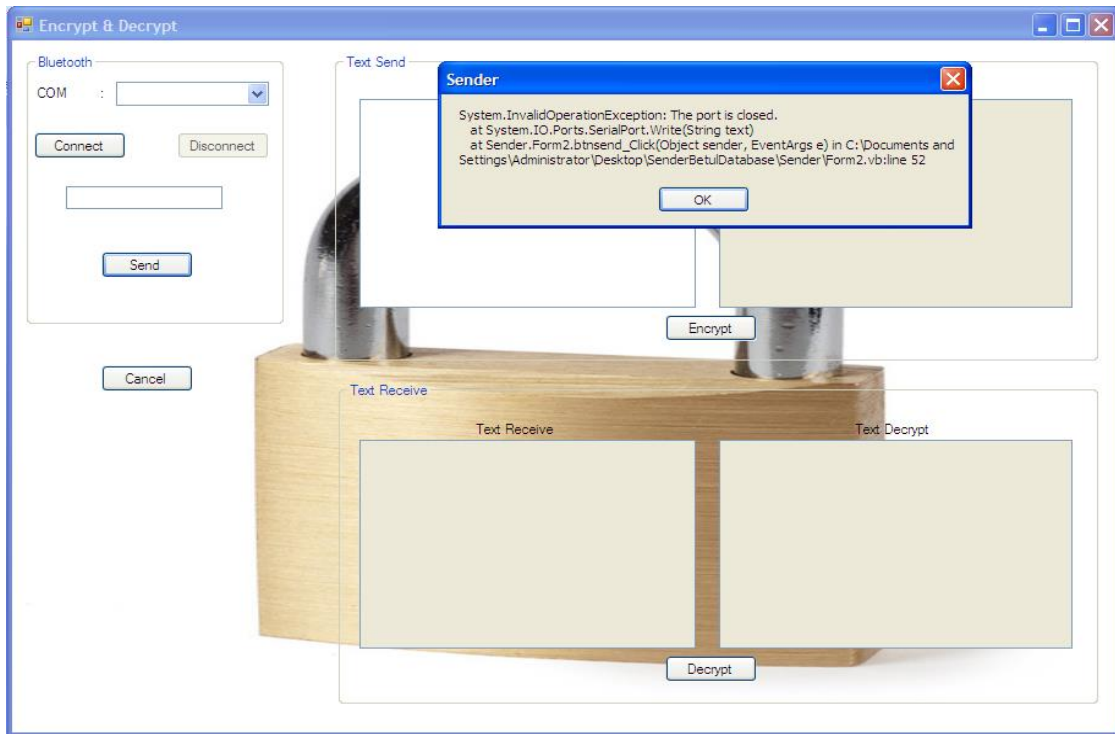 Encrypt & Decrypt
Bluetooth
COM :
Connect Disconnect
Send
Cancel
Text Send
Sender
System.InvalidOperationException: The port is closed.
at System.IO.Ports.SerialPort.Write(String text)
at Sender.Form2.btnsend_Click(Object sender, EventArgs e) in C:\Documents and
Settings\Administrator\Desktop\SenderBetulDatabase\Sender\Form2.vb:line 52
OK
Encrypt
Text Receive
Text Receive Text Decrypt
Decrypt